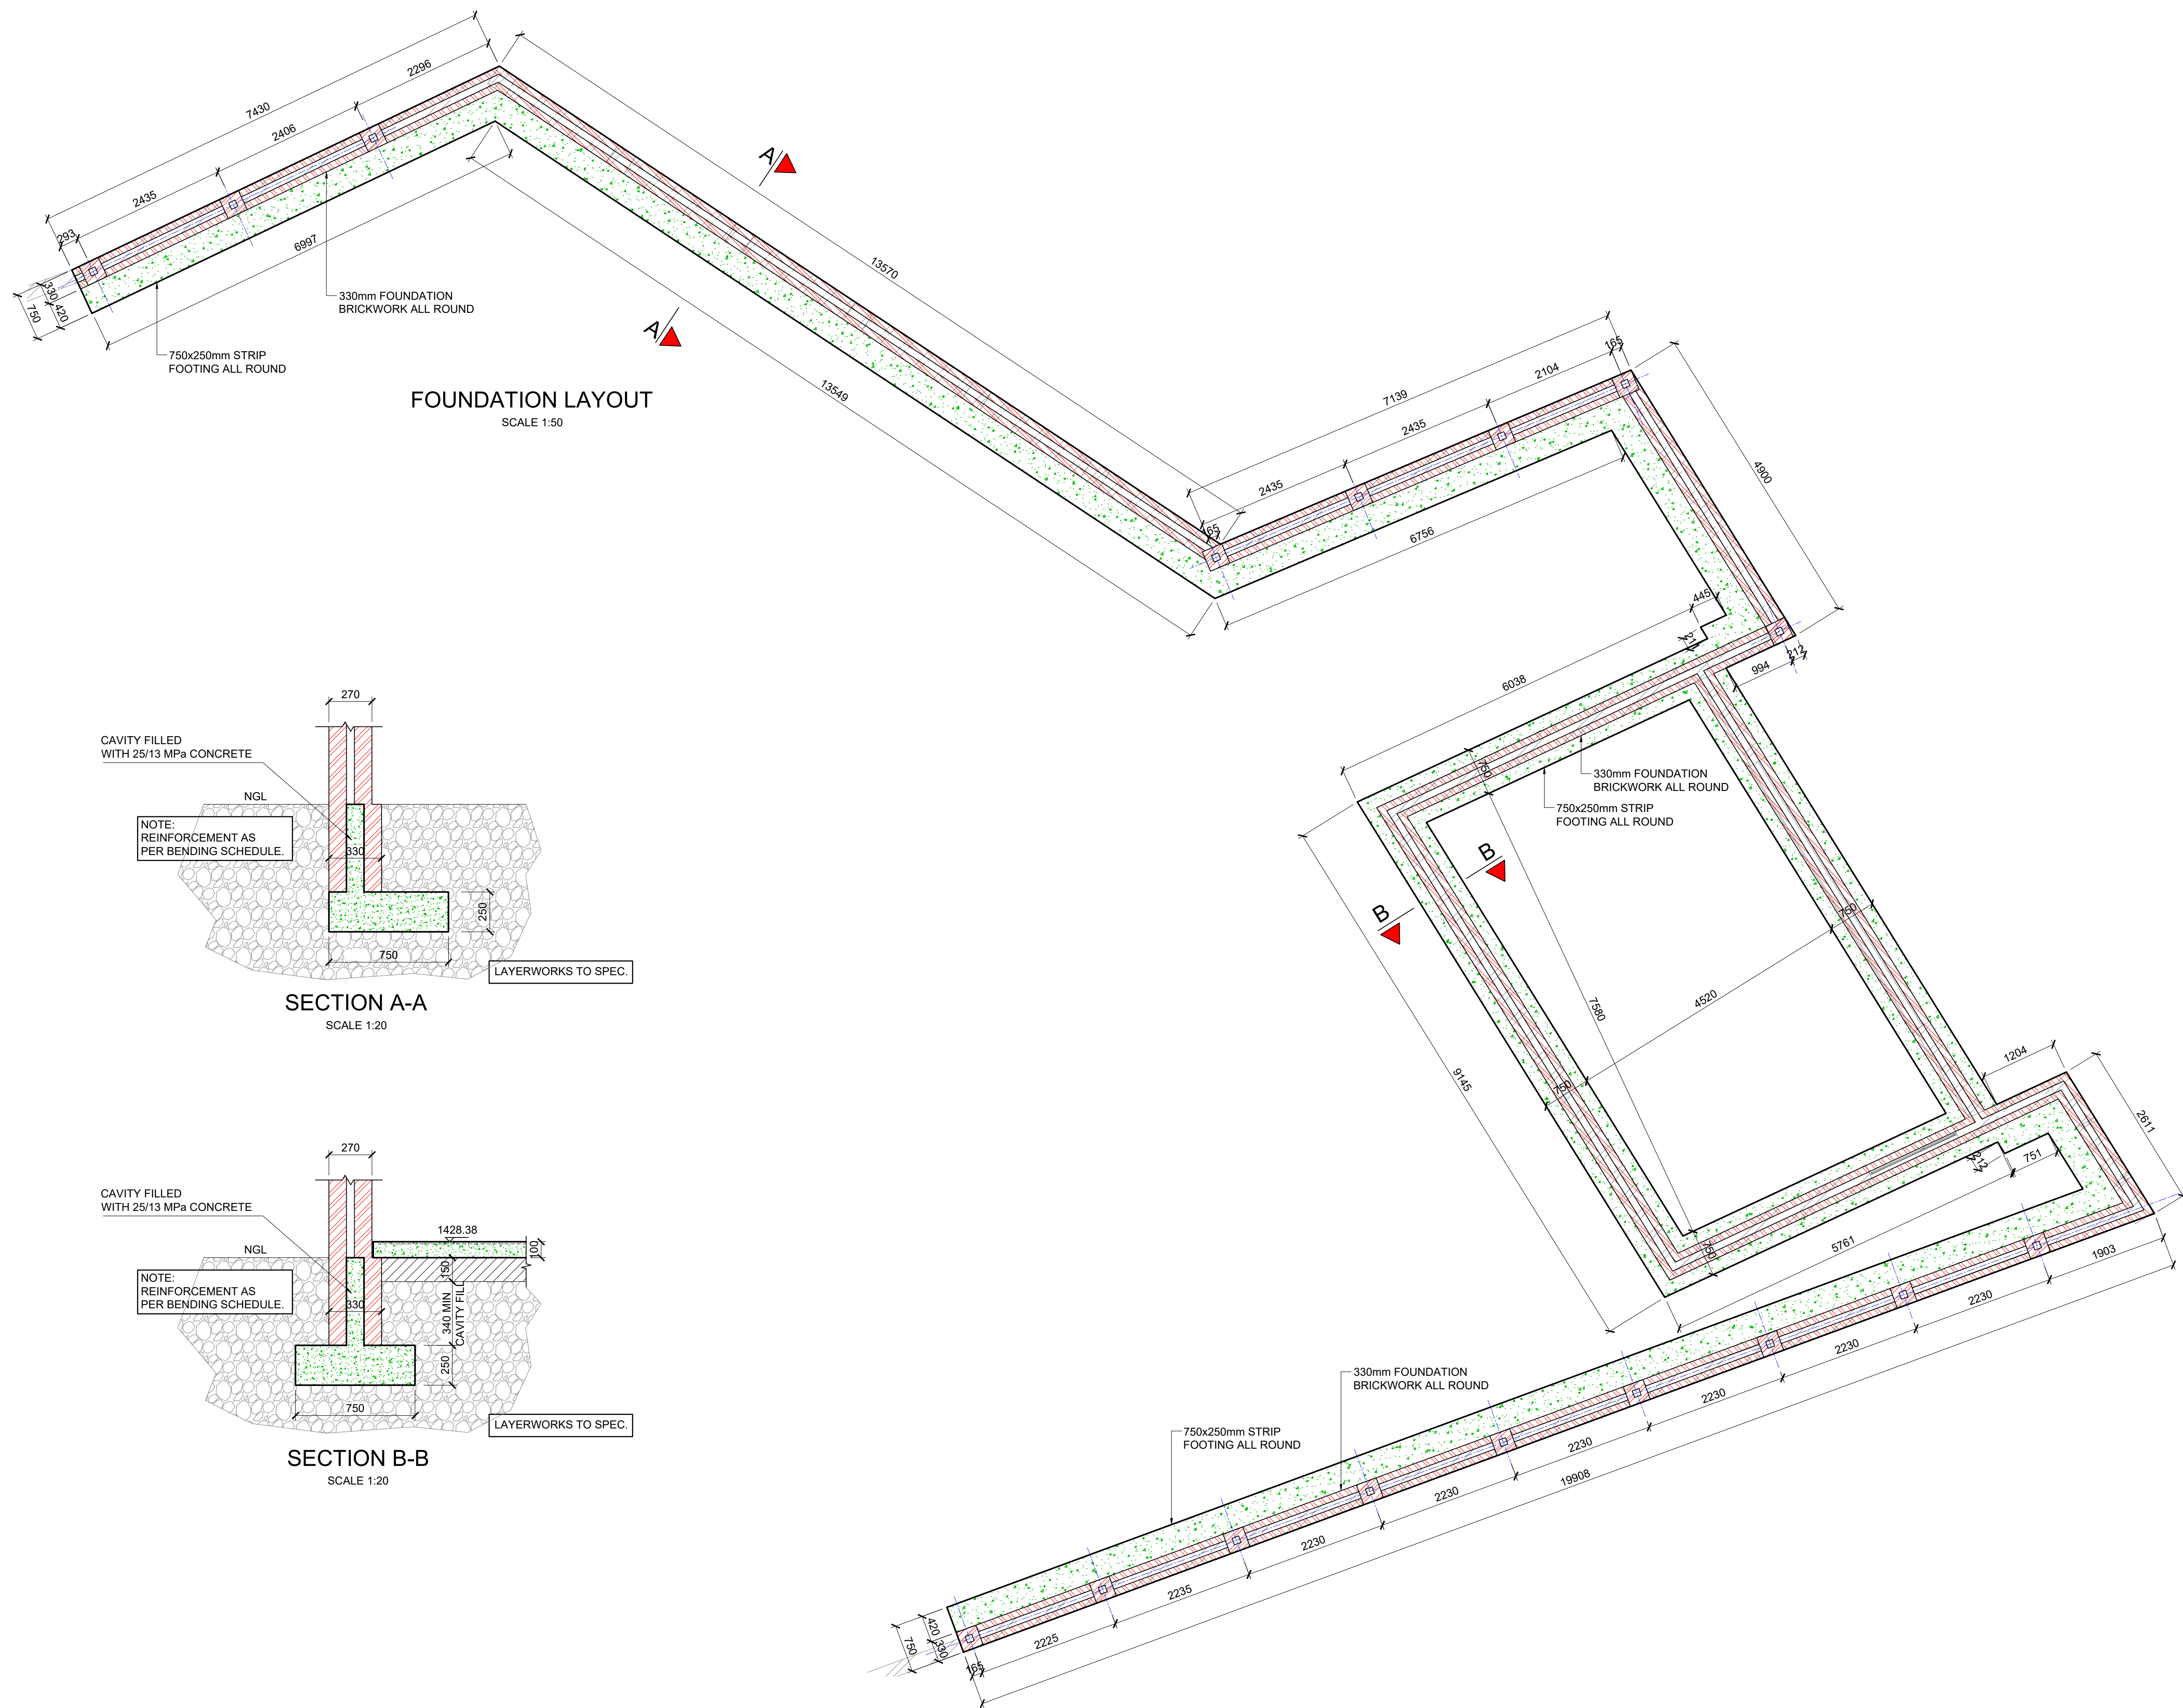 7430
2296
2406
2435
293
6997
330
420
750
330mm FOUNDATION
BRICKWORK ALL ROUND
750x250mm STRIP
FOOTING ALL ROUND
FOUNDATION LAYOUT
SCALE 1:50
A
A
13570
13549
7139
165
2104
2435
2435
165
6756
4900
445
212
994
6038
750
330mm FOUNDATION
BRICKWORK ALL ROUND
750x250mm STRIP
FOOTING ALL ROUND
B
B
750
4520
7580
750
9145
1204
2611
751
212
750
5761
1903
2230
2230
2230
2230
2230
2230
2235
2225
165
19908
420
330
750
330mm FOUNDATION
BRICKWORK ALL ROUND
750x250mm STRIP
FOOTING ALL ROUND
270
CAVITY FILLED
WITH 25/13 MPa CONCRETE
NGL
NOTE:
REINFORCEMENT AS
PER BENDING SCHEDULE.
330
250
750
LAYERWORKS TO SPEC.
SECTION A-A
SCALE 1:20
270
CAVITY FILLED
WITH 25/13 MPa CONCRETE
1428.38
100
NGL
NOTE:
REINFORCEMENT AS
PER BENDING SCHEDULE.
150
330
340 MIN
CAVITY FILL
250
750
LAYERWORKS TO SPEC.
SECTION B-B
SCALE 1:20